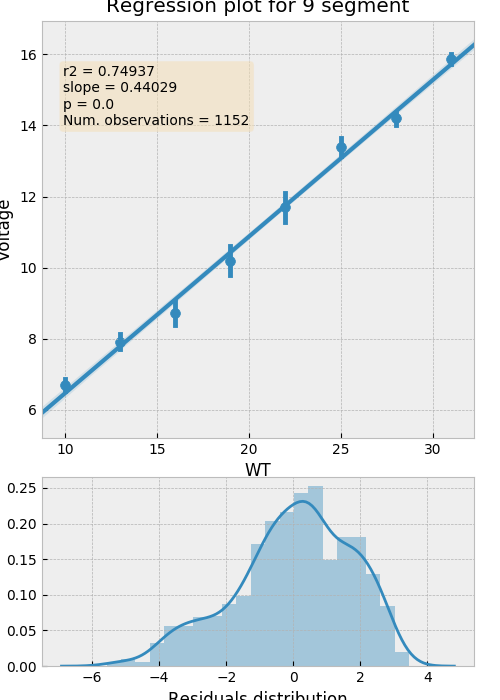 Regression plot for 9 segment
16
14
12
10
8
6
r2 = 0.74937
slope = 0.44029
p = 0.0
Num. observations = 1152
Voltage
10 15 20 25 30
WT
0.25
0.20
0.15
0.10
0.05
0.00
−6 −4 −2 0 2 4
Residuals distribution